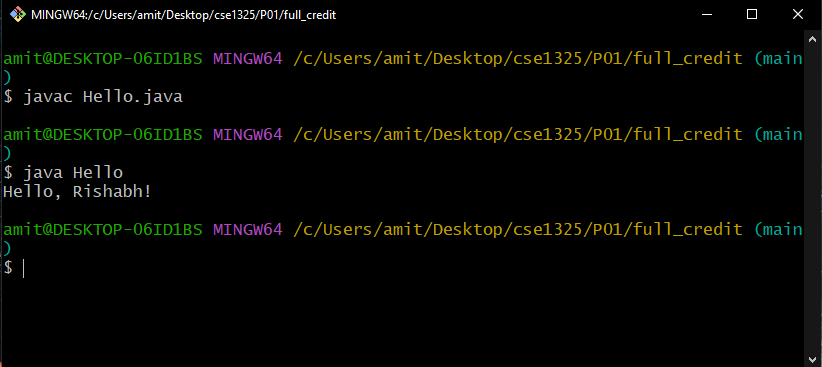 MINGW64:/c/Users/amit/Desktop/cse1325/P01/full_credit
amit@DESKTOP-06ID1BS MINGW64 /c/Users/amit/Desktop/cse1325/P01/full_credit (main
)
$ javac Hello.java
amit@DESKTOP-06ID1BS MINGW64 /c/Users/amit/Desktop/cse1325/P01/full_credit (main
)
$ java Hello
Hello, Rishabh!
amit@DESKTOP-06ID1BS MINGW64 /c/Users/amit/Desktop/cse1325/P01/full_credit (main
)
$